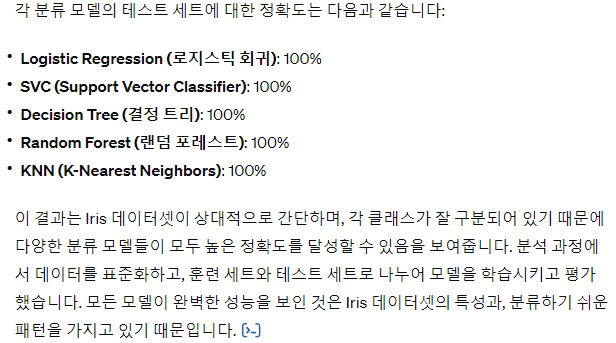 각 분류 모델의 테스트 세트에 대한 정확도는 다음과 같습니다:
• Logistic Regression (로지스틱 회귀): 100%
• SVC (Support Vector Classifier): 100%
• Decision Tree (결정 트리): 100%
• Random Forest (랜덤 포레스트): 100%
• KNN (K-Nearest Neighbors): 100%
이 결과는 Iris 데이터셋이 상대적으로 간단하며, 각 클래스가 잘 구분되어 있기 때문에
다양한 분류 모델들이 모두 높은 정확도를 달성할 수 있음을 보여줍니다. 분석 과정에
서 데이터를 표준화하고, 훈련 세트와 테스트 세트로 나누어 모델을 학습시키고 평가
했습니다. 모든 모델이 완벽한 성능을 보인 것은 Iris 데이터셋의 특성과, 분류하기 쉬운
패턴을 가지고 있기 때문입니다. [>-]